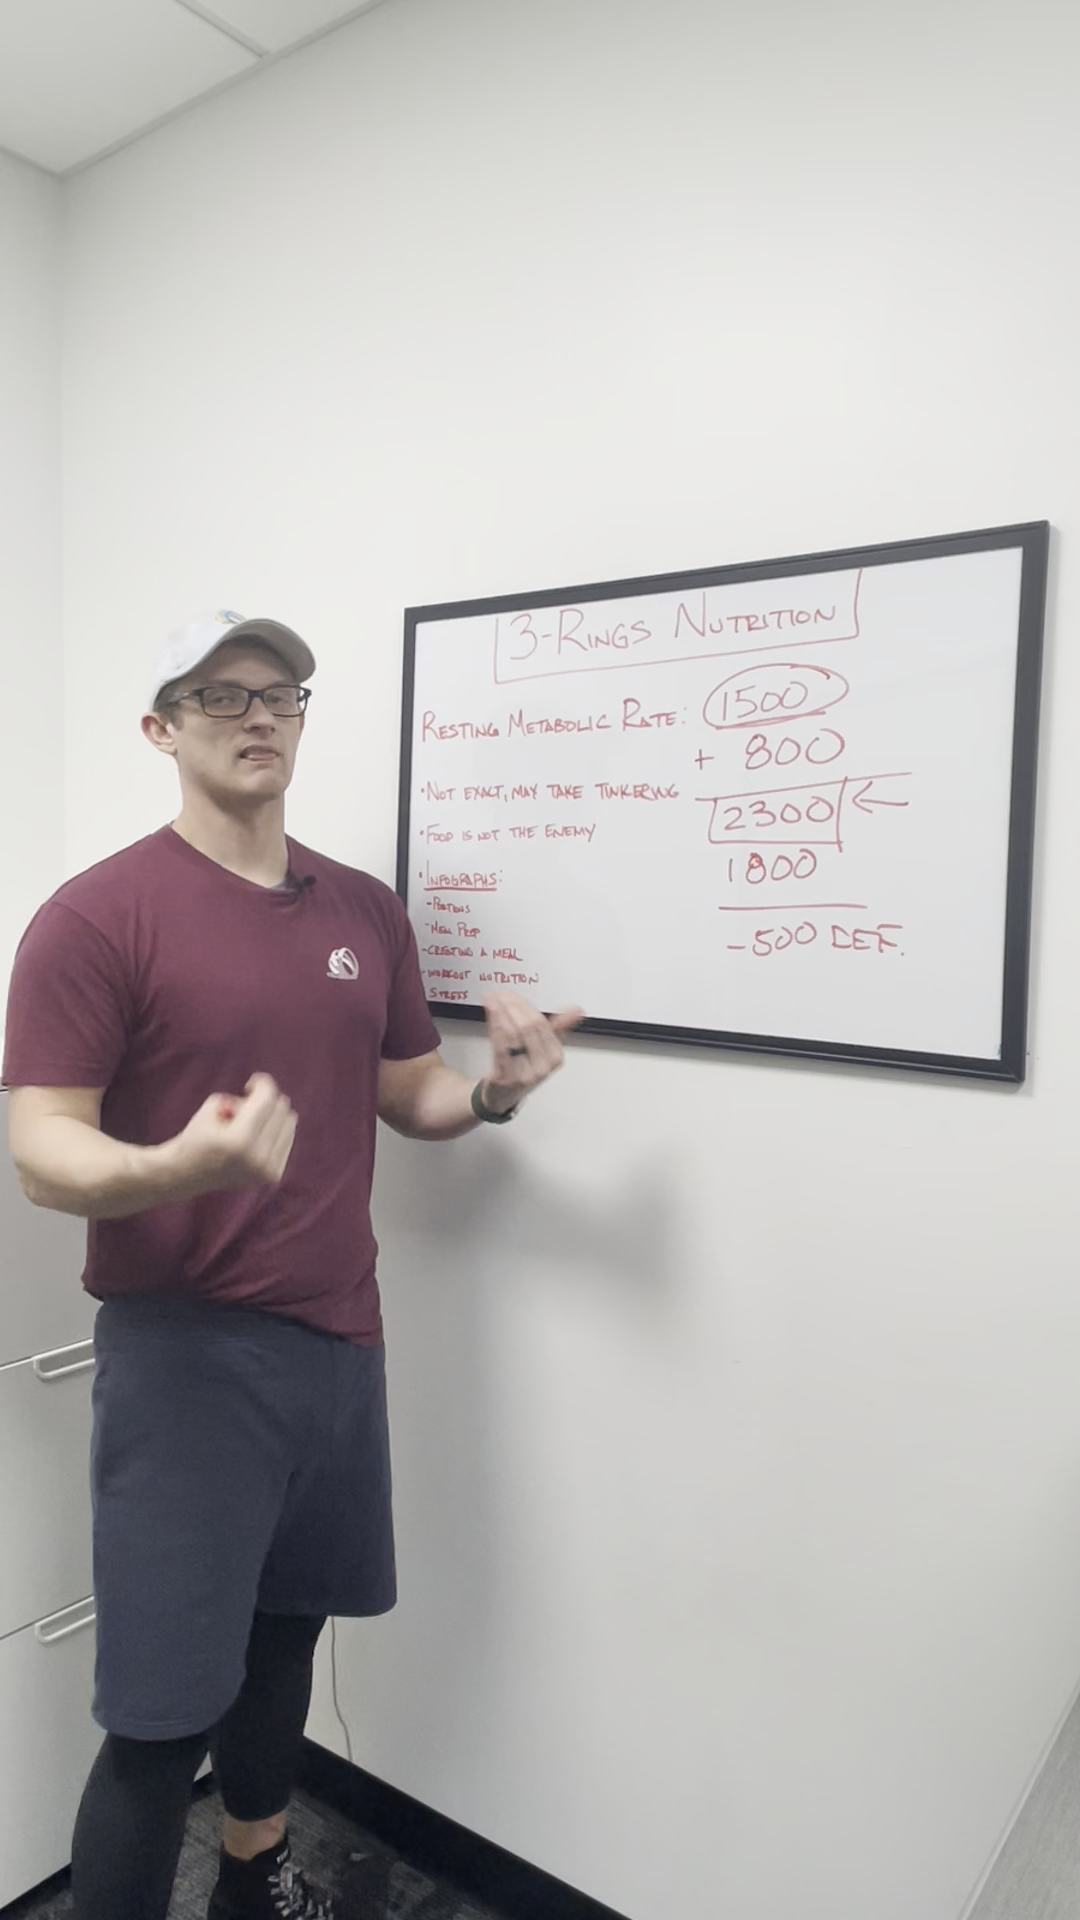 3-RINGS NUTRITION
RESTING METABOLIC RATE: 1500
+ 800
• NOT EXACT, MAY TAKE TINKERING
2300
• FOOD IS NOT THE ENEMY
1800
• INFOGRAPHS:
-500 DEF.
- MEAL PREP
- CREATING A MEAL
- WORKOUT NUTRITION
STRESS